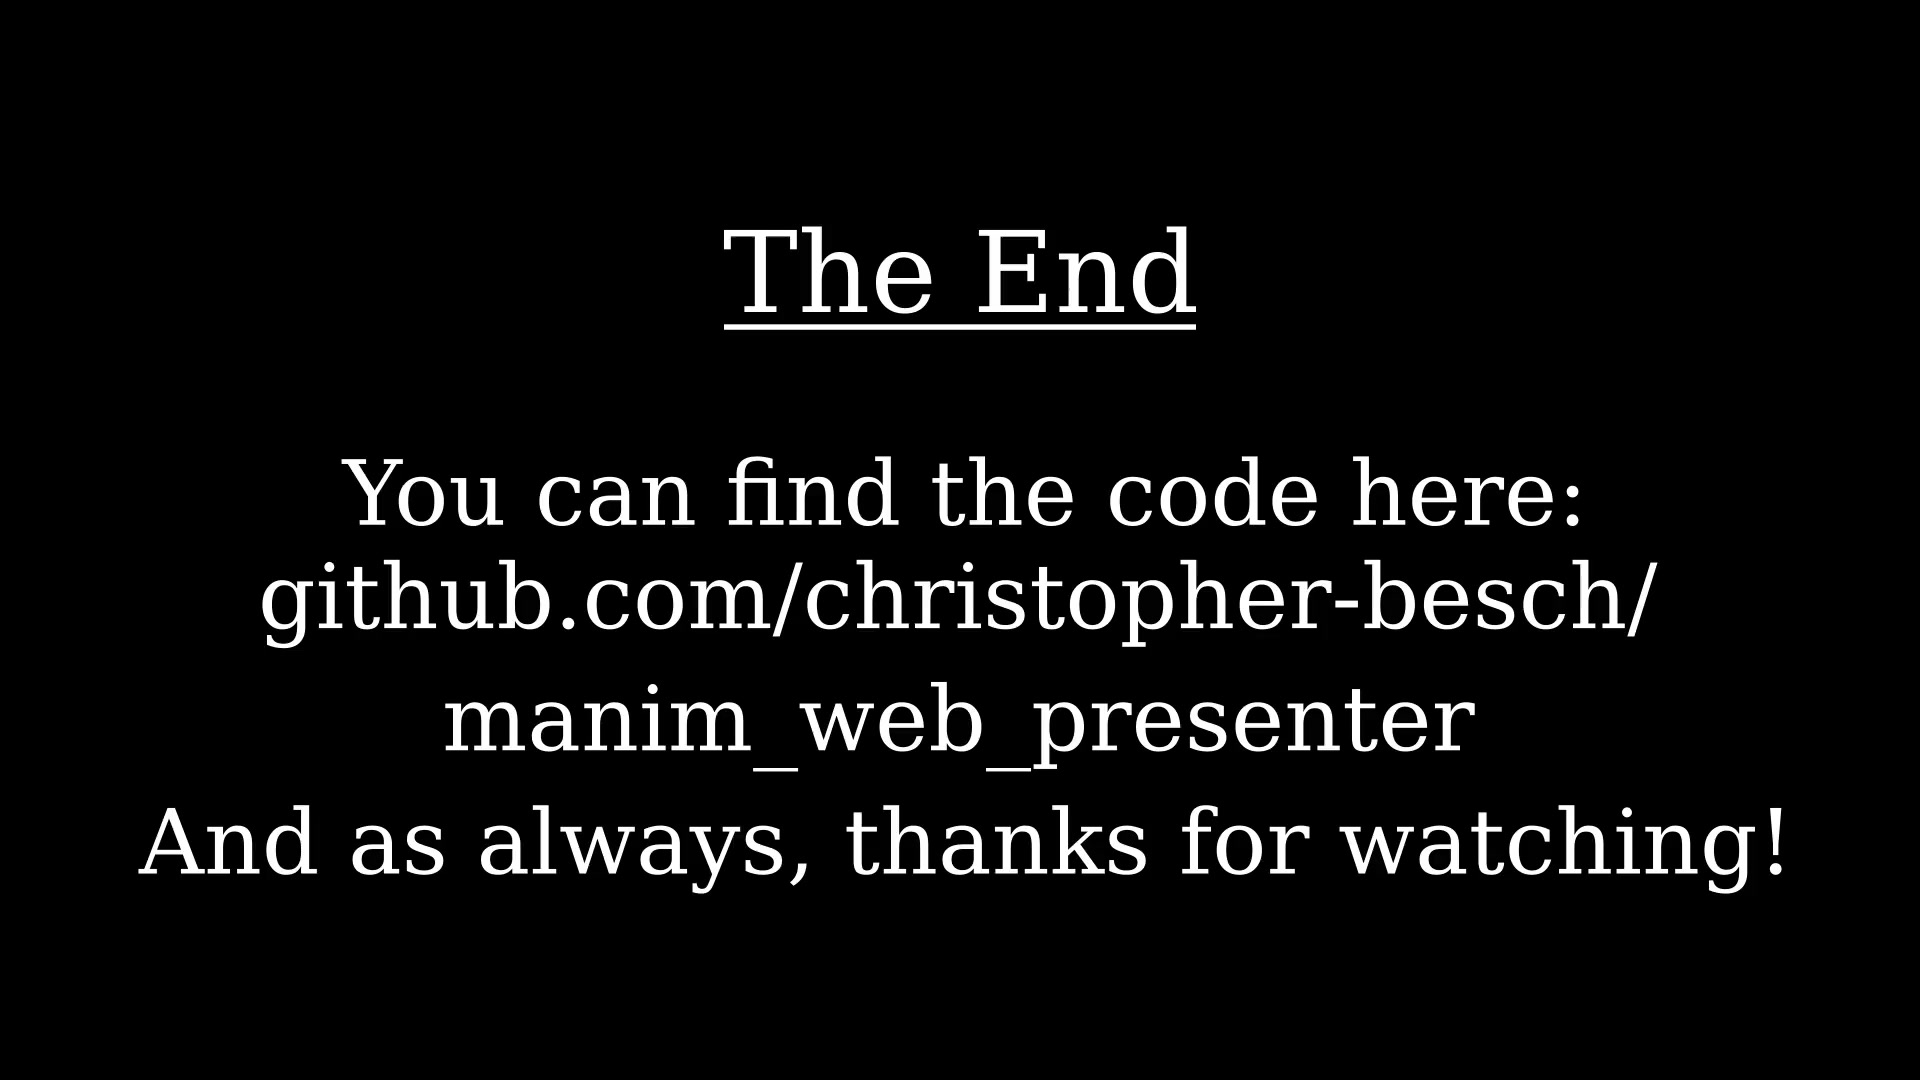 The End
You can find the code here:
github.com/christopher-besch/
manim_web_presenter
And as always, thanks for watching!